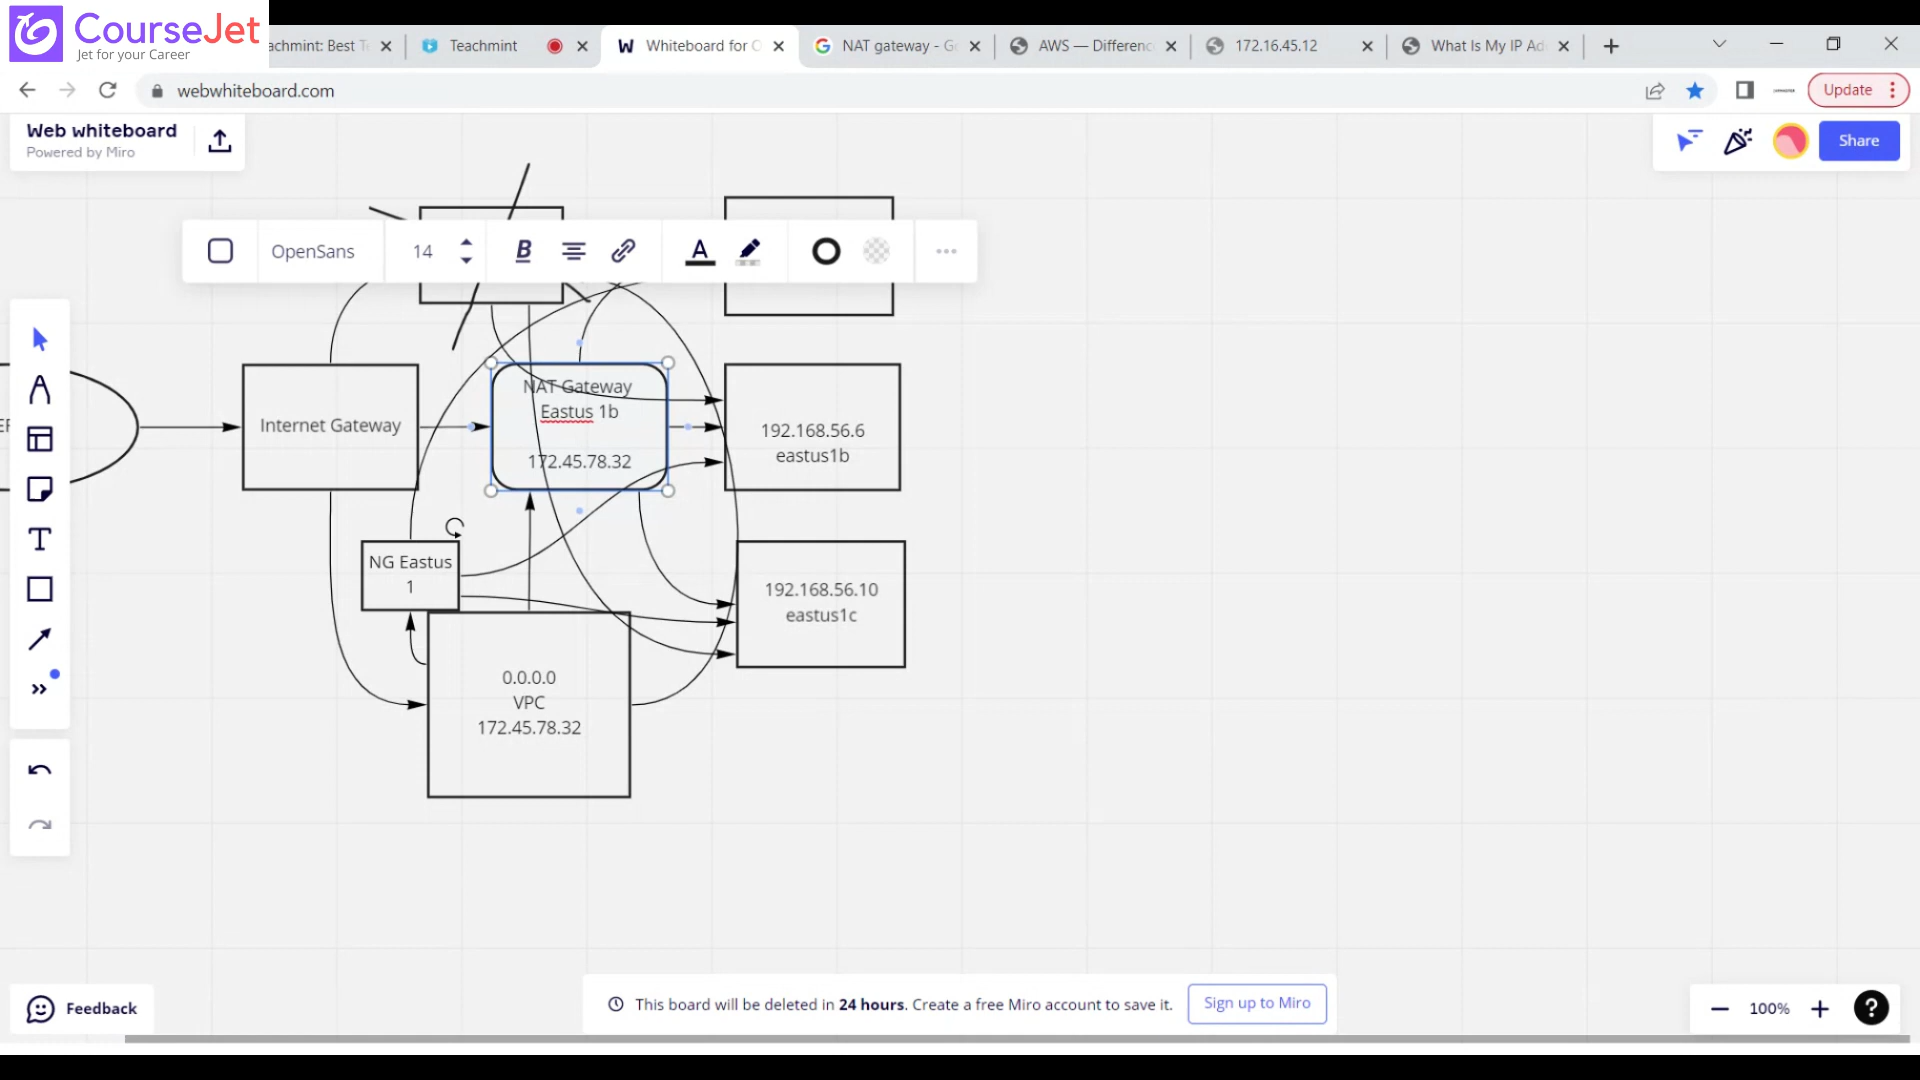 CourseJet
Jet for your Career
achmint: Best T
Teachmint
Whiteboard for O
NAT gateway - G
AWS — Differenc
172.16.45.12
What Is My IP Ad
webwhiteboard.com
Update
Web whiteboard
Powered by Miro
Share
OpenSans
14
B
A
NAT Gateway
Eastus 1b
172.45.78.32
Internet Gateway
192.168.56.6
eastus1b
NG Eastus
1
192.168.56.10
eastus1c
0.0.0.0
VPC
172.45.78.32
Feedback
This board will be deleted in 24 hours. Create a free Miro account to save it.
Sign up to Miro
100%